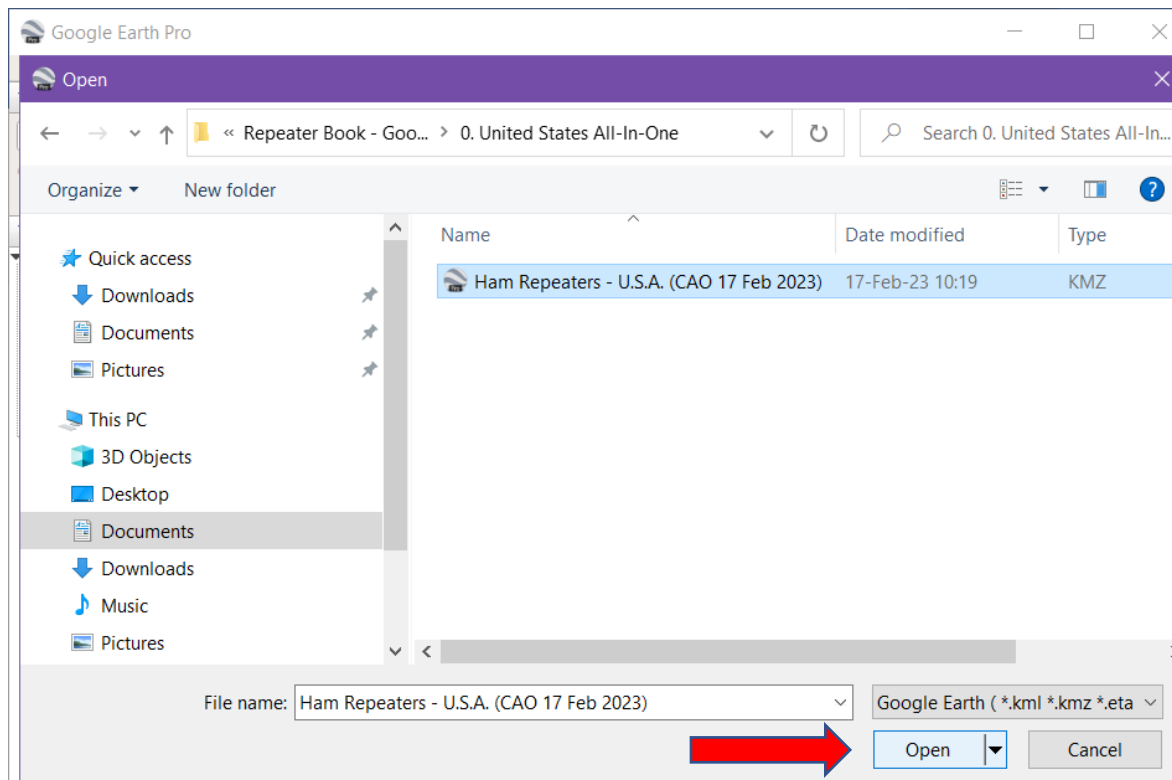 Google Earth Pro
Open
« Repeater Book - Goo... > 0. United States All-In-One
Search 0. United States All-In...
Organize
New folder
?
Name
Date modified
Type
Quick access
Downloads
Documents
Pictures
This PC
3D Objects
Desktop
Documents
Downloads
Music
Pictures
Ham Repeaters - U.S.A. (CAO 17 Feb 2023) 17-Feb-23 10:19 KMZ
File name: Ham Repeaters - U.S.A. (CAO 17 Feb 2023)
Google Earth ( *.kml *.kmz *.eta
Open
Cancel
Pro